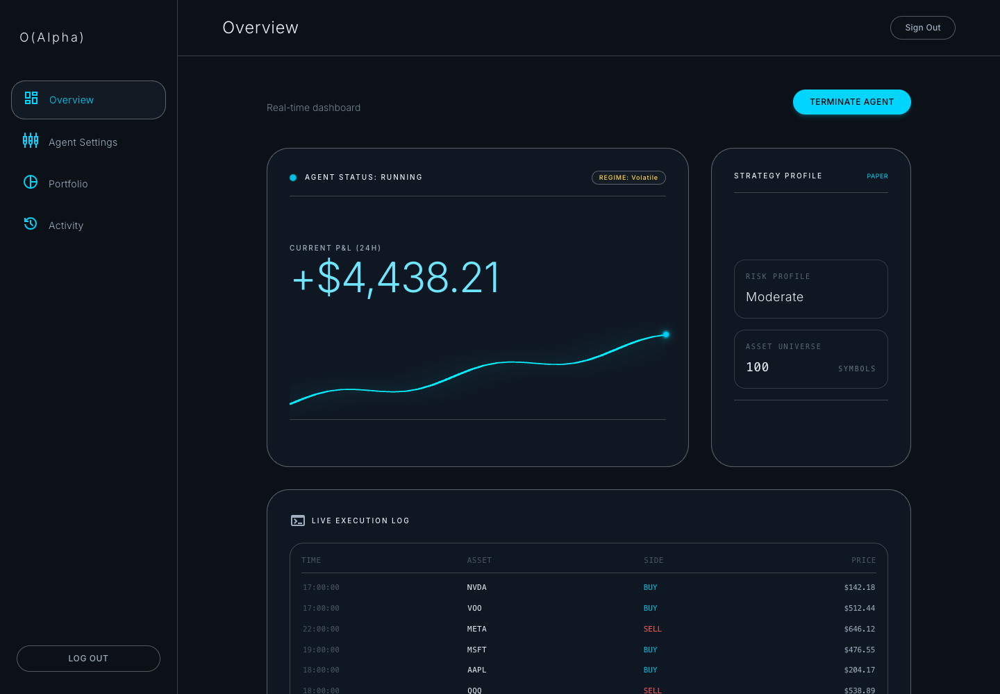 O(Alpha)
Overview
Agent Settings
Portfolio
Activity
LOG OUT
Overview
Sign Out
Real-time dashboard
TERMINATE AGENT
AGENT STATUS: RUNNING
REGIME: Volatile
CURRENT P&L (24H)
+$4,438.21
STRATEGY PROFILE
PAPER
RISK PROFILE
Moderate
ASSET UNIVERSE
100 SYMBOLS
LIVE EXECUTION LOG
TIME ASSET SIDE PRICE
17:00:00 NVDA BUY $142.18
17:00:00 VOO BUY $512.44
22:00:00 META SELL $646.12
19:00:00 MSFT BUY $476.55
18:00:00 AAPL BUY $204.17
18:00:00 QQQ SELL $538.89